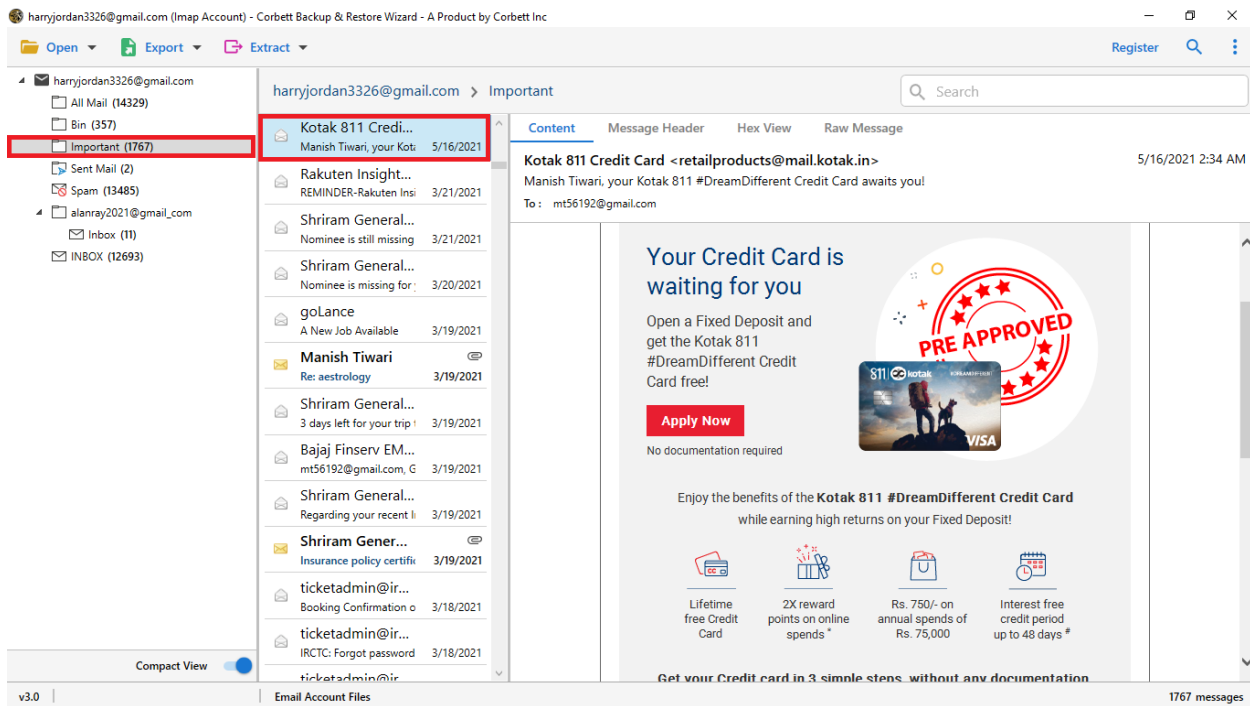 harryjordan3326@gmail.com (Imap Account) - Corbett Backup & Restore Wizard - A Product by Corbett Inc
Open Export Extract Register
harryjordan3326@gmail.com
All Mail (14329)
Bin (357)
Important (1767)
Sent Mail (2)
Spam (13485)
alanray2021@gmail_com
Inbox (11)
INBOX (12693)
Compact View
harryjordan3326@gmail.com > Important
Search
Kotak 811 Credi...
Manish Tiwari, your Kota 5/16/2021
Rakuten Insight...
REMINDER-Rakuten Insi 3/21/2021
Shriram General...
Nominee is still missing 3/21/2021
Shriram General...
Nominee is missing for 3/20/2021
goLance
A New Job Available 3/19/2021
Manish Tiwari
Re: aestrology 3/19/2021
Shriram General...
3 days left for your trip 3/19/2021
Bajaj Finserv EM...
mt56192@gmail.com, G 3/19/2021
Shriram General...
Regarding your recent 3/19/2021
Shriram Gener...
Insurance policy certific 3/19/2021
ticketadmin@ir...
Booking Confirmation o 3/18/2021
ticketadmin@ir...
IRCTC: Forgot password 3/18/2021
ticketadmin@ir...
Content Message Header Hex View Raw Message
Kotak 811 Credit Card <retailproducts@mail.kotak.in> 5/16/2021 2:34 AM
Manish Tiwari, your Kotak 811 #DreamDifferent Credit Card awaits you!
To : mt56192@gmail.com
Your Credit Card is
waiting for you
Open a Fixed Deposit and
get the Kotak 811
#DreamDifferent Credit
Card free!
Apply Now
No documentation required
PRE APPROVED
811 kotak #DREAMDIFFERENT
VISA
Enjoy the benefits of the Kotak 811 #DreamDifferent Credit Card
while earning high returns on your Fixed Deposit!
CC
Lifetime
free Credit
Card
2X reward
points on online
spends *
Rs. 750/- on
annual spends of
Rs. 75,000
Interest free
credit period
up to 48 days #
Get your Credit card in 3 simple steps, without any documentation
v3.0 Email Account Files 1767 messages